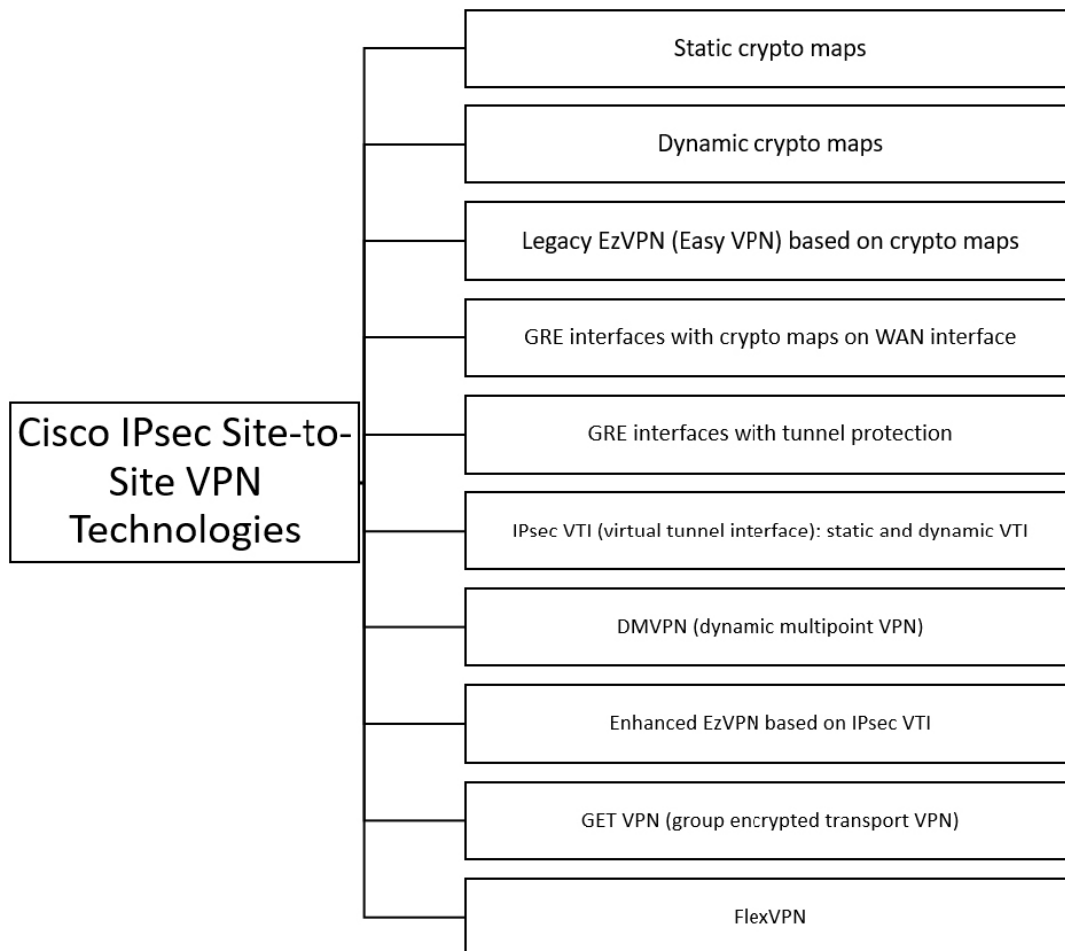 Static crypto maps
Dynamic crypto maps
Legacy EzVPN (Easy VPN) based on crypto maps
GRE interfaces with crypto maps on WAN interface
Cisco IPsec Site-to-
Site VPN
Technologies
GRE interfaces with tunnel protection
IPsec VTI (virtual tunnel interface): static and dynamic VTI
DMVPN (dynamic multipoint VPN)
Enhanced EzVPN based on IPsec VTI
GET VPN (group encrypted transport VPN)
FlexVPN